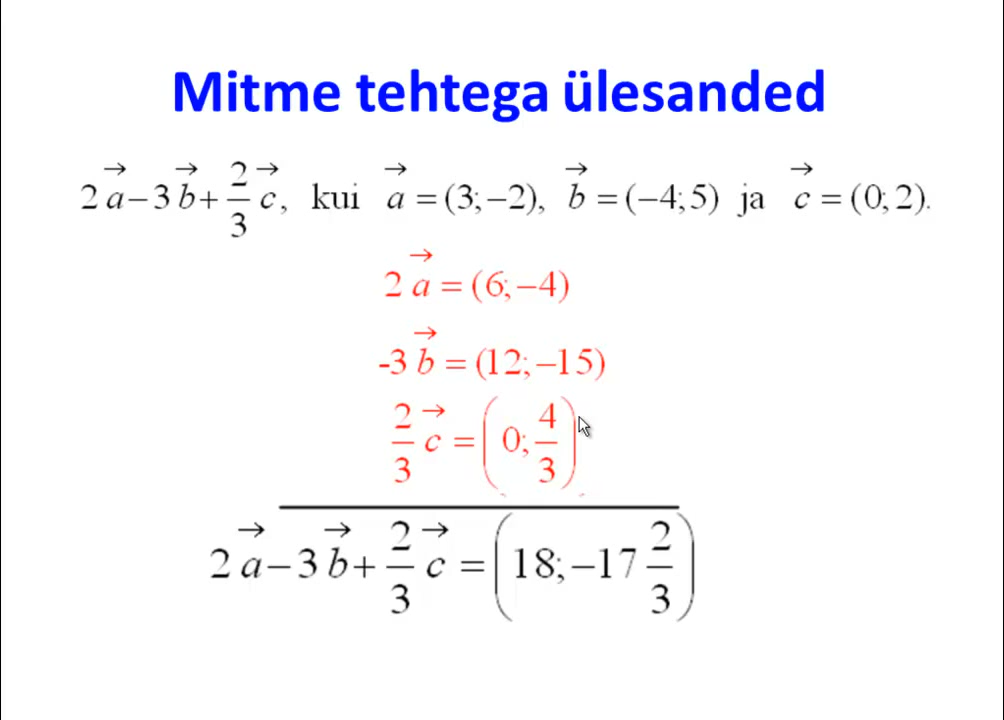 Mitme tehtega ülesanded
2a⃗ − 3b⃗ + 2/3 c⃗, kui a⃗ = (3; −2), b⃗ = (−4; 5) ja c⃗ = (0; 2).
2a⃗ = (6; −4)
-3b⃗ = (12; −15)
2/3 c⃗ = (0; 4/3)
2a⃗ − 3b⃗ + 2/3 c⃗ = (18; −17 2/3)